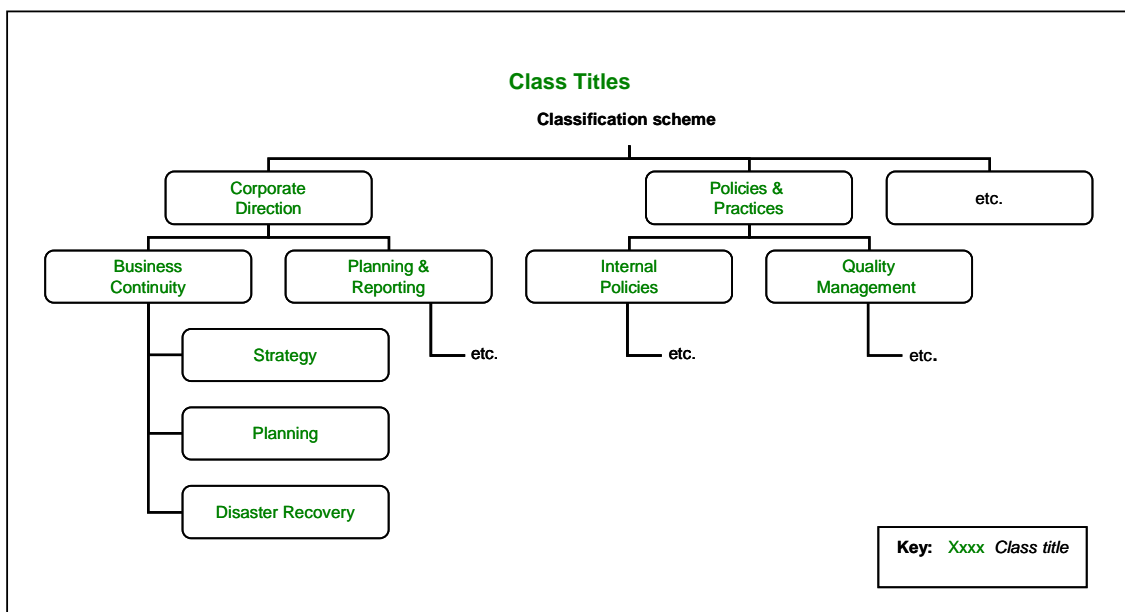 Class Titles
Classification scheme
Corporate
Direction
Policies &
Practices
etc.
Business
Continuity
Planning &
Reporting
Internal
Policies
Quality
Management
Strategy
etc.
etc.
etc.
Planning
Disaster Recovery
Key: Xxxx Class title